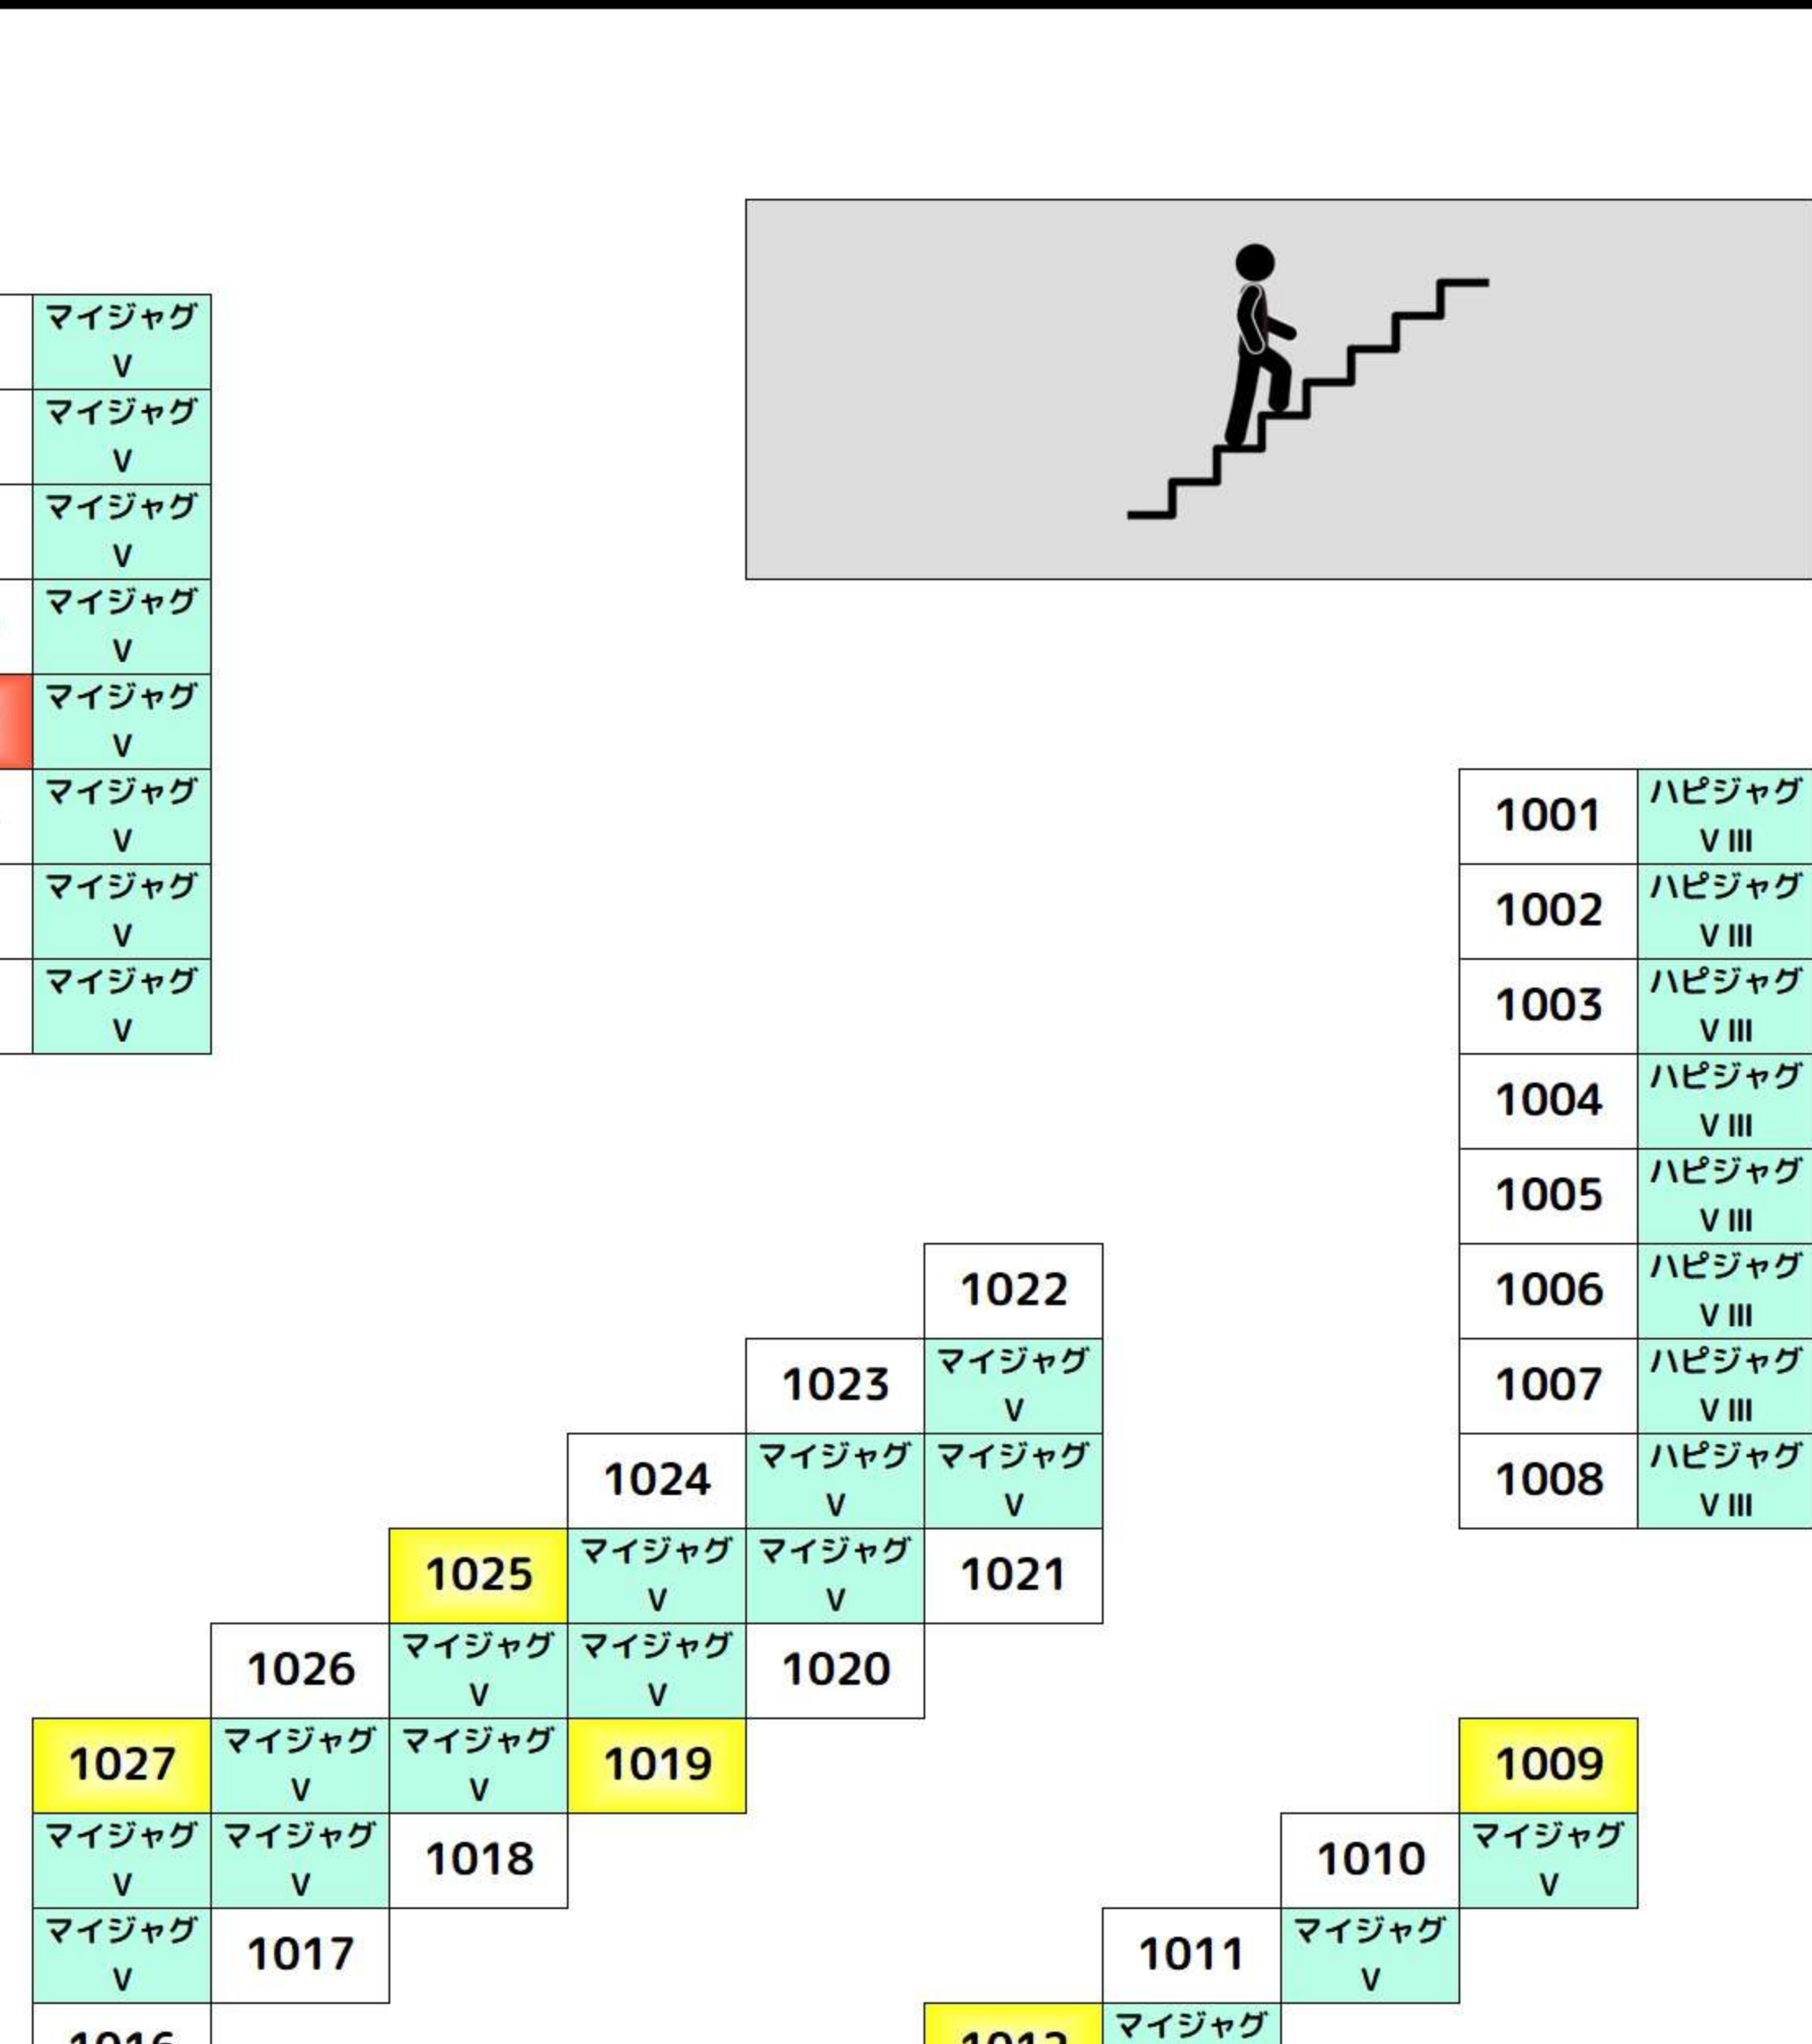 マイジャグ
V
マイジャグ
V
マイジャグ
V
マイジャグ
V
マイジャグ
V
マイジャグ
V
マイジャグ
V
マイジャグ
V
1001 ハピジャグ
V III
1002 ハピジャグ
V III
1003 ハピジャグ
V III
1004 ハピジャグ
V III
1005 ハピジャグ
V III
1006 ハピジャグ
V III
1007 ハピジャグ
V III
1008 ハピジャグ
V III
1022
1023 マイジャグ
V
1024 マイジャグ マイジャグ
V V
1025 マイジャグ マイジャグ 1021
V V
1026 マイジャグ マイジャグ 1020
V V
1027 マイジャグ マイジャグ 1019 1009
V V
マイジャグ マイジャグ 1018 1010 マイジャグ
V V V
マイジャグ 1017 1011 マイジャグ
V V
1016 1012 マイジャグ